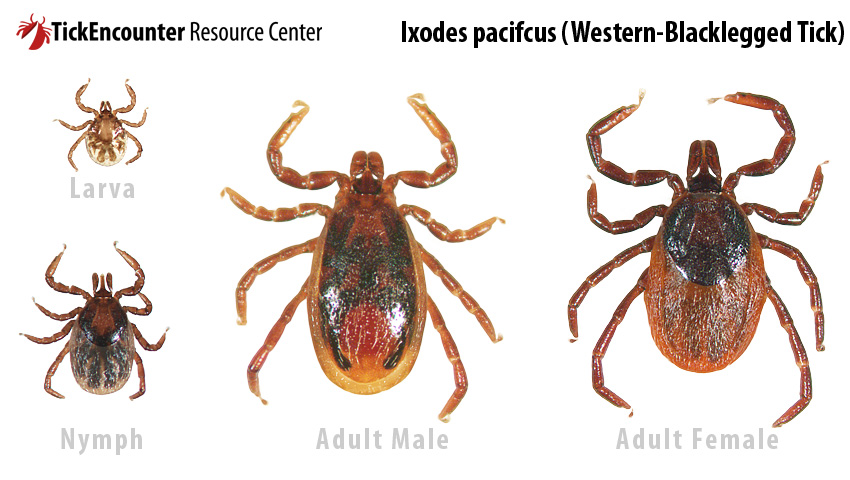 TickEncounter Resource Center
Ixodes pacifcus (Western-Blacklegged Tick)
Larva
Nymph
Adult Male
Adult Female